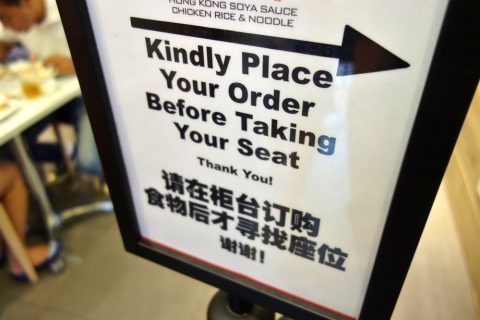 HONG KONG SOYA SAUCE
CHICKEN RICE & NOODLE
Kindly Place
Your Order
Before Taking
Your Seat
Thank You!
请在柜台订购
食物后才寻找座位
谢谢！